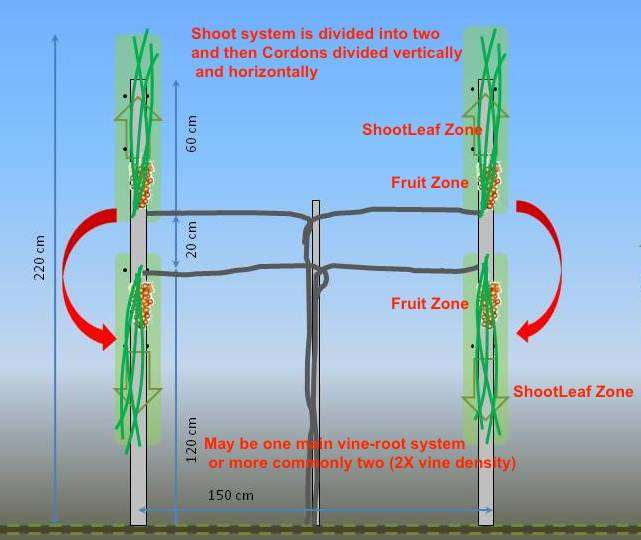 Shoot system is divided into two
and then Cordons divided vertically
and horizontally
ShootLeaf Zone
60 cm
Fruit Zone
220 cm
20 cm
Fruit Zone
ShootLeaf Zone
120 cm
May be one main vine-root system
or more commonly two (2X vine density)
150 cm